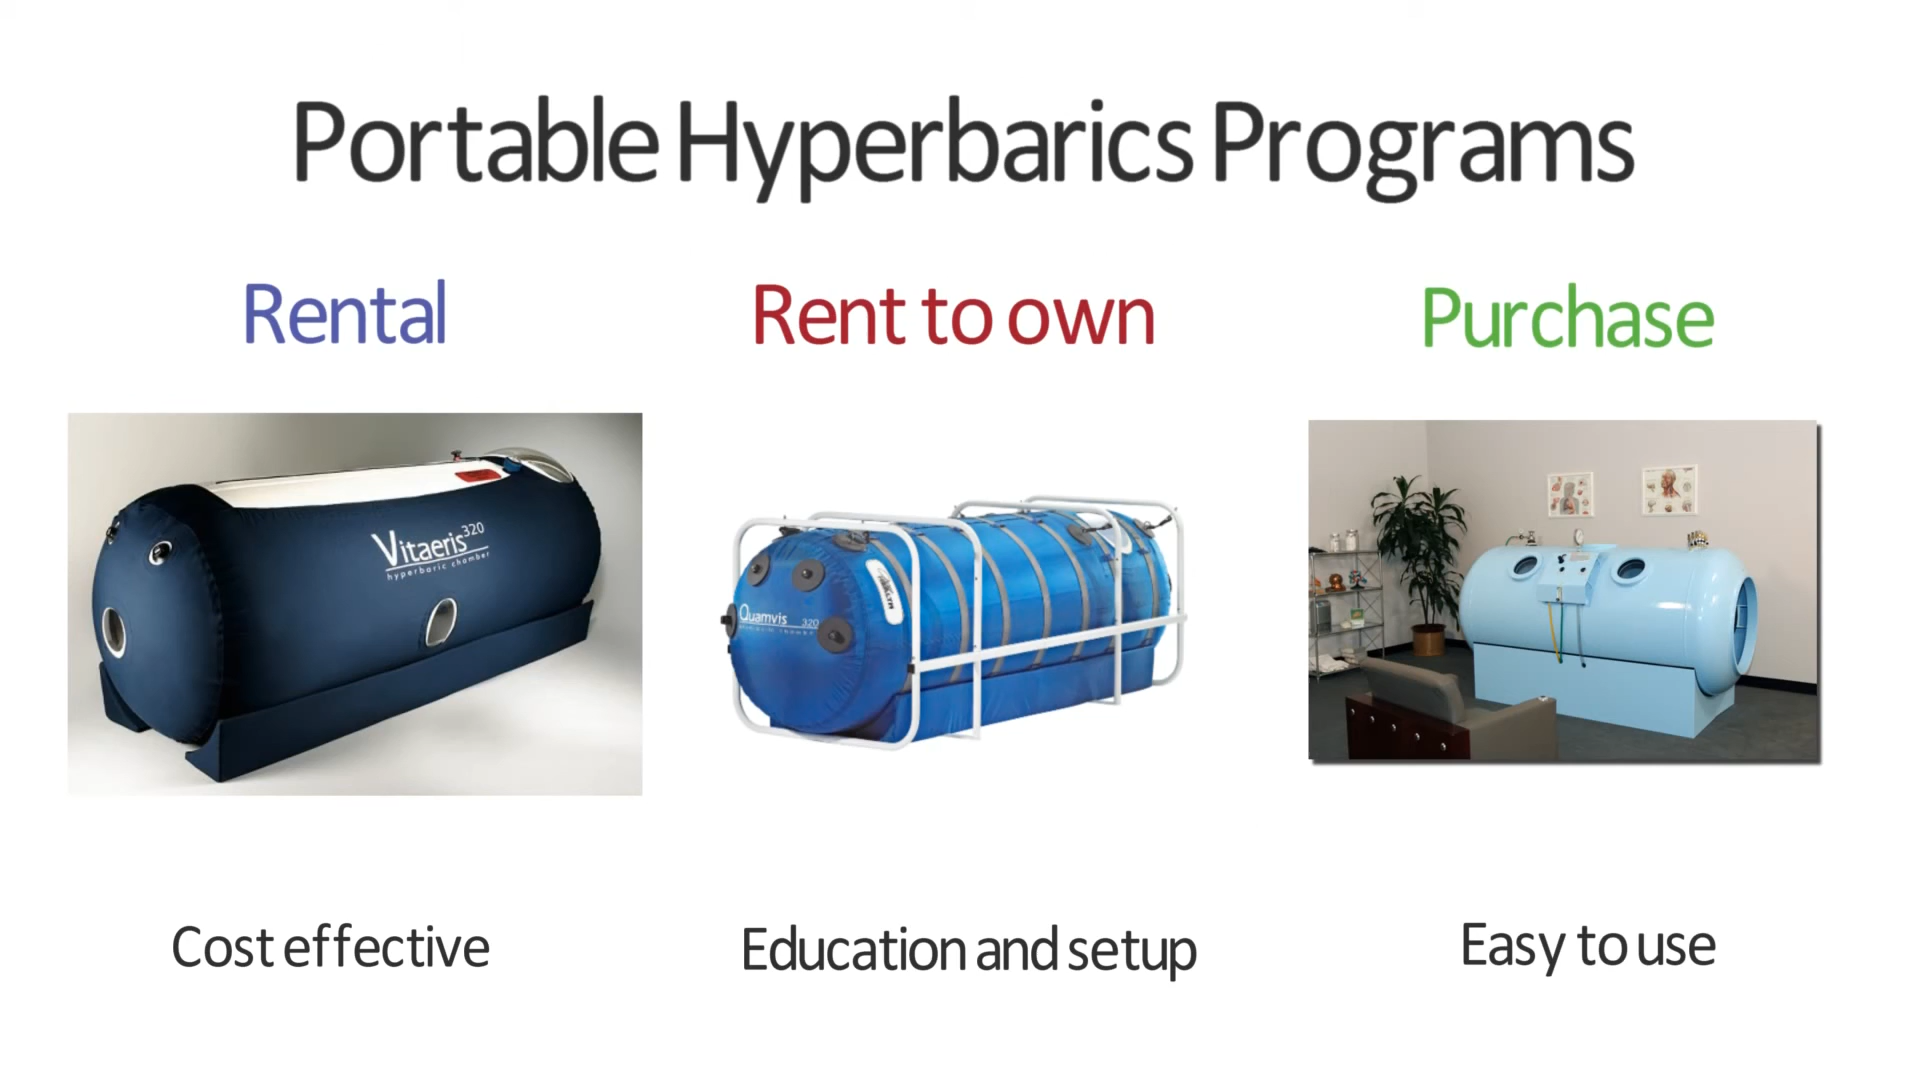 Portable Hyperbarics Programs
Rental
Rent to own
Purchase
Vitaeris 320
hyperbaric chamber
Quamvis 320
Cost effective
Education and setup
Easy to use